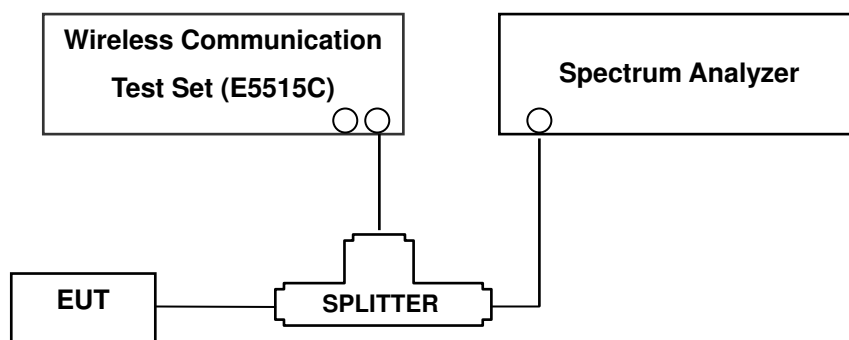 Wireless Communication
Test Set (E5515C)
Spectrum Analyzer
EUT
SPLITTER